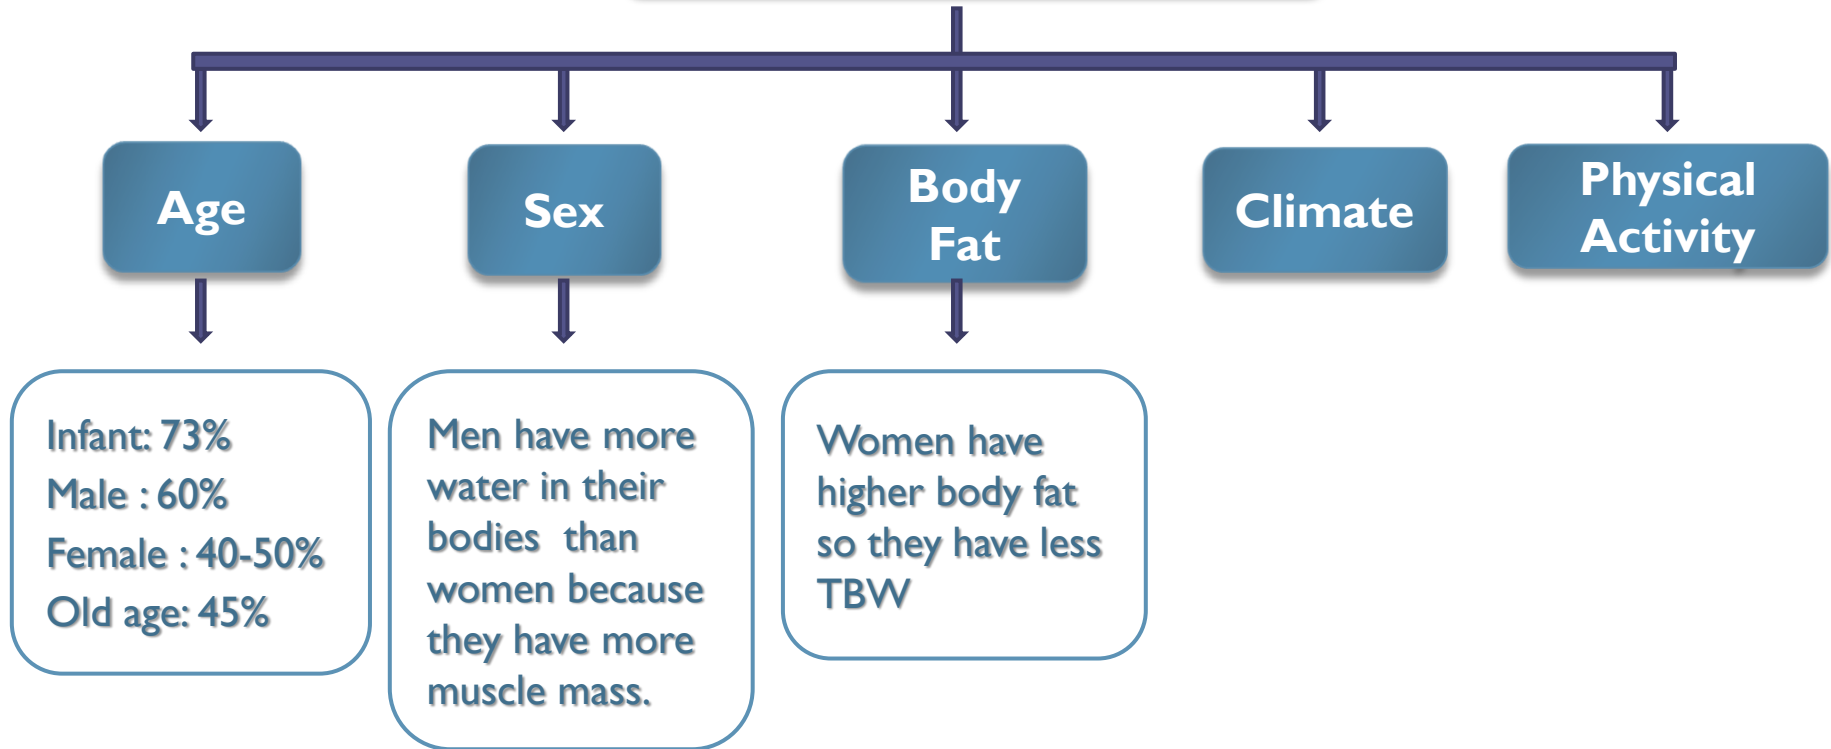 Age
Sex
Body
Fat
Climate
Physical
Activity
Infant: 73%
Male : 60%
Female : 40-50%
Old age: 45%
Men have more
water in their
bodies  than
women because
they have more
muscle mass.
Women have
higher body fat
so they have less
TBW